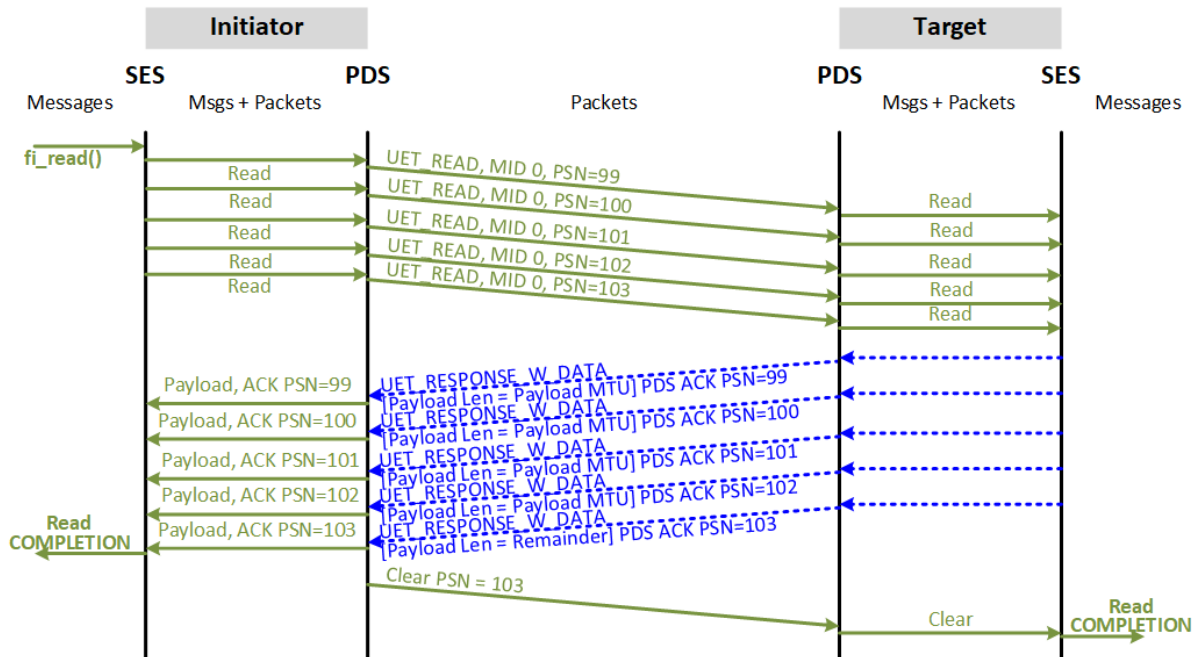 Initiator
Target
SES
PDS
PDS
SES
Messages
Msgs + Packets
Packets
Msgs + Packets
Messages
fi_read()
Read
UET_READ, MID 0, PSN=99
Read
Read
UET_READ, MID 0, PSN=100
Read
Read
UET_READ, MID 0, PSN=101
Read
Read
UET_READ, MID 0, PSN=102
Read
Read
UET_READ, MID 0, PSN=103
Read
Payload, ACK PSN=99
UET_RESPONSE_W_DATA
[Payload Len = Payload MTU] PDS ACK PSN=99
Payload, ACK PSN=100
UET_RESPONSE_W_DATA
[Payload Len = Payload MTU] PDS ACK PSN=100
Payload, ACK PSN=101
UET_RESPONSE_W_DATA
[Payload Len = Payload MTU] PDS ACK PSN=101
Payload, ACK PSN=102
UET_RESPONSE_W_DATA
[Payload Len = Payload MTU] PDS ACK PSN=102
Payload, ACK PSN=103
UET_RESPONSE_W_DATA
[Payload Len = Remainder] PDS ACK PSN=103
Read
COMPLETION
Clear PSN = 103
Clear
Read
COMPLETION